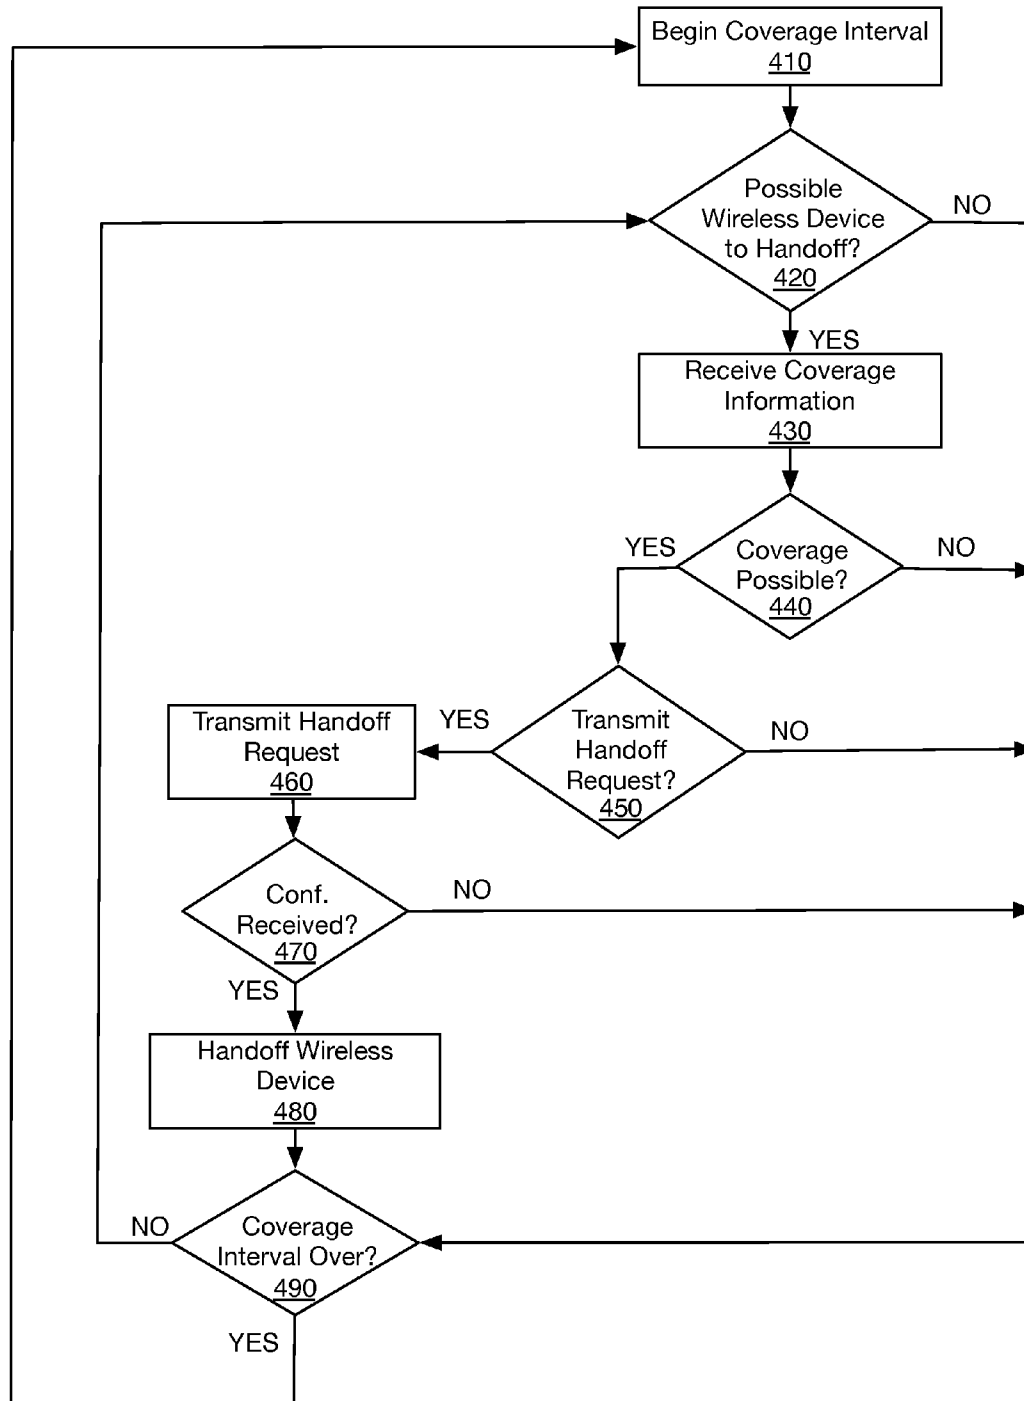 Begin Coverage Interval
410
Possible
Wireless Device
to Handoff?
420
NO
YES
Receive Coverage
Information
430
YES
Coverage
Possible?
440
NO
Transmit Handoff
Request
460
YES
Transmit
Handoff
Request?
450
NO
Conf.
Received?
470
NO
YES
Handoff Wireless
Device
480
NO
Coverage
Interval Over?
490
YES